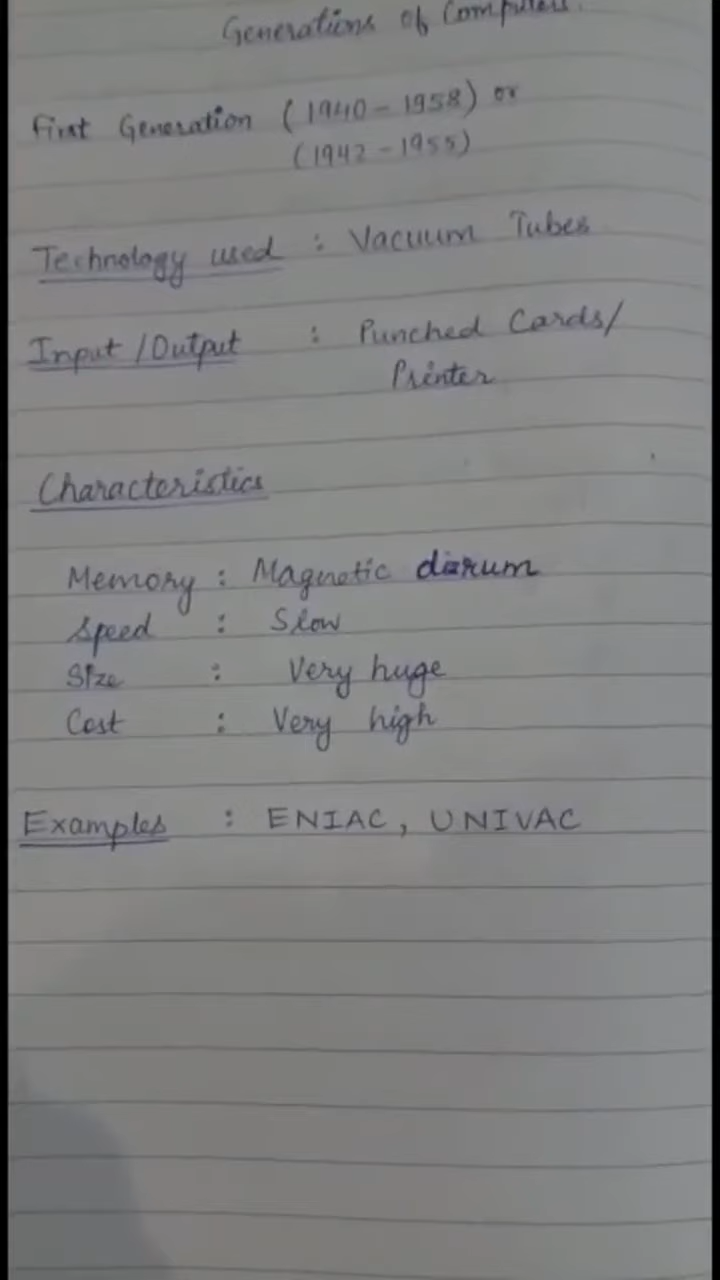 Generations of Computers.
First Generation (1940-1958) or
(1942-1955)
Technology used : Vacuum Tubes
Input/Output : Punched Cards/
Printer
Characteristics
Memory : Magnetic drum
Speed : Slow
Size : Very huge
Cost : Very high
Examples : ENIAC, UNIVAC